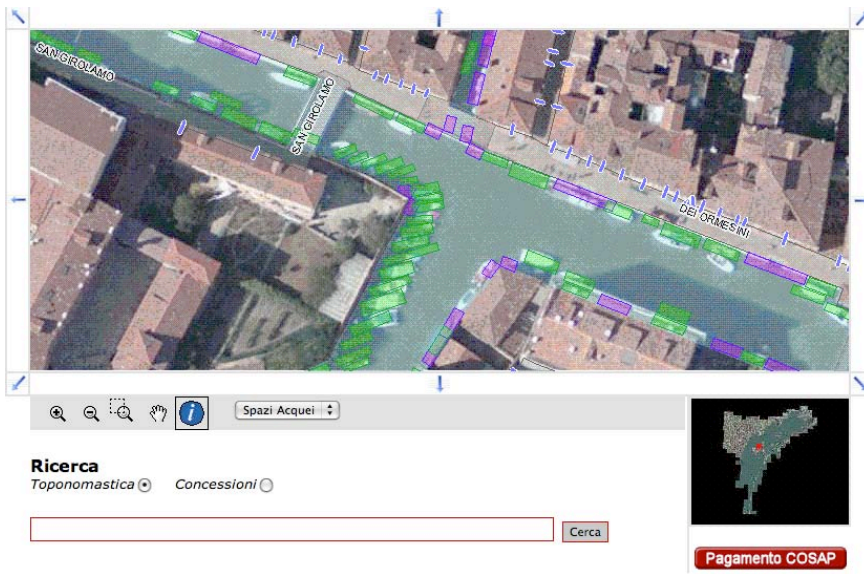 SAN GIROLAMO
SAN GIROLAMO
DEI ORMESINI
i
Spazi Acquei
Ricerca
Toponomastica
Concessioni
Cerca
Pagamento COSAP